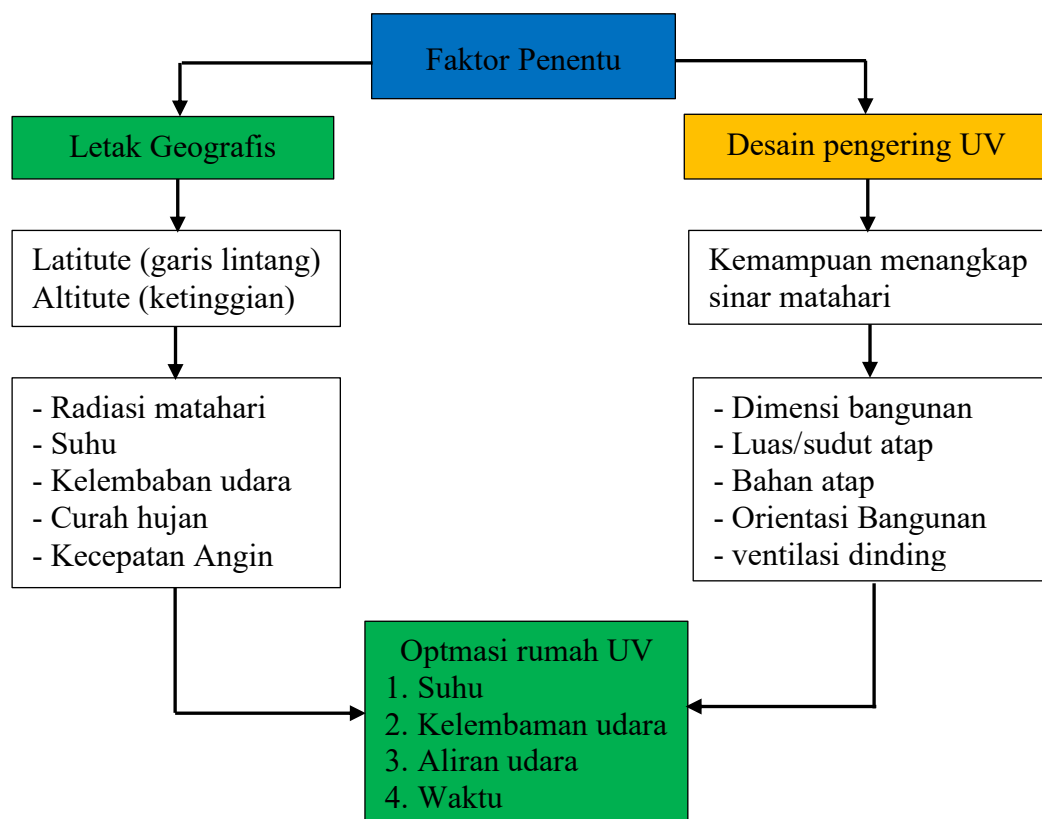 Faktor Penentu
Letak Geografis
Desain pengering UV
Latitute (garis lintang)
Altitute (ketinggian)
Kemampuan menangkap
sinar matahari
- Radiasi matahari
- Suhu
- Kelembaban udara
- Curah hujan
- Kecepatan Angin
- Dimensi bangunan
- Luas/sudut atap
- Bahan atap
- Orientasi Bangunan
- ventilasi dinding
Optmasi rumah UV
1. Suhu
2. Kelembaman udara
3. Aliran udara
4. Waktu